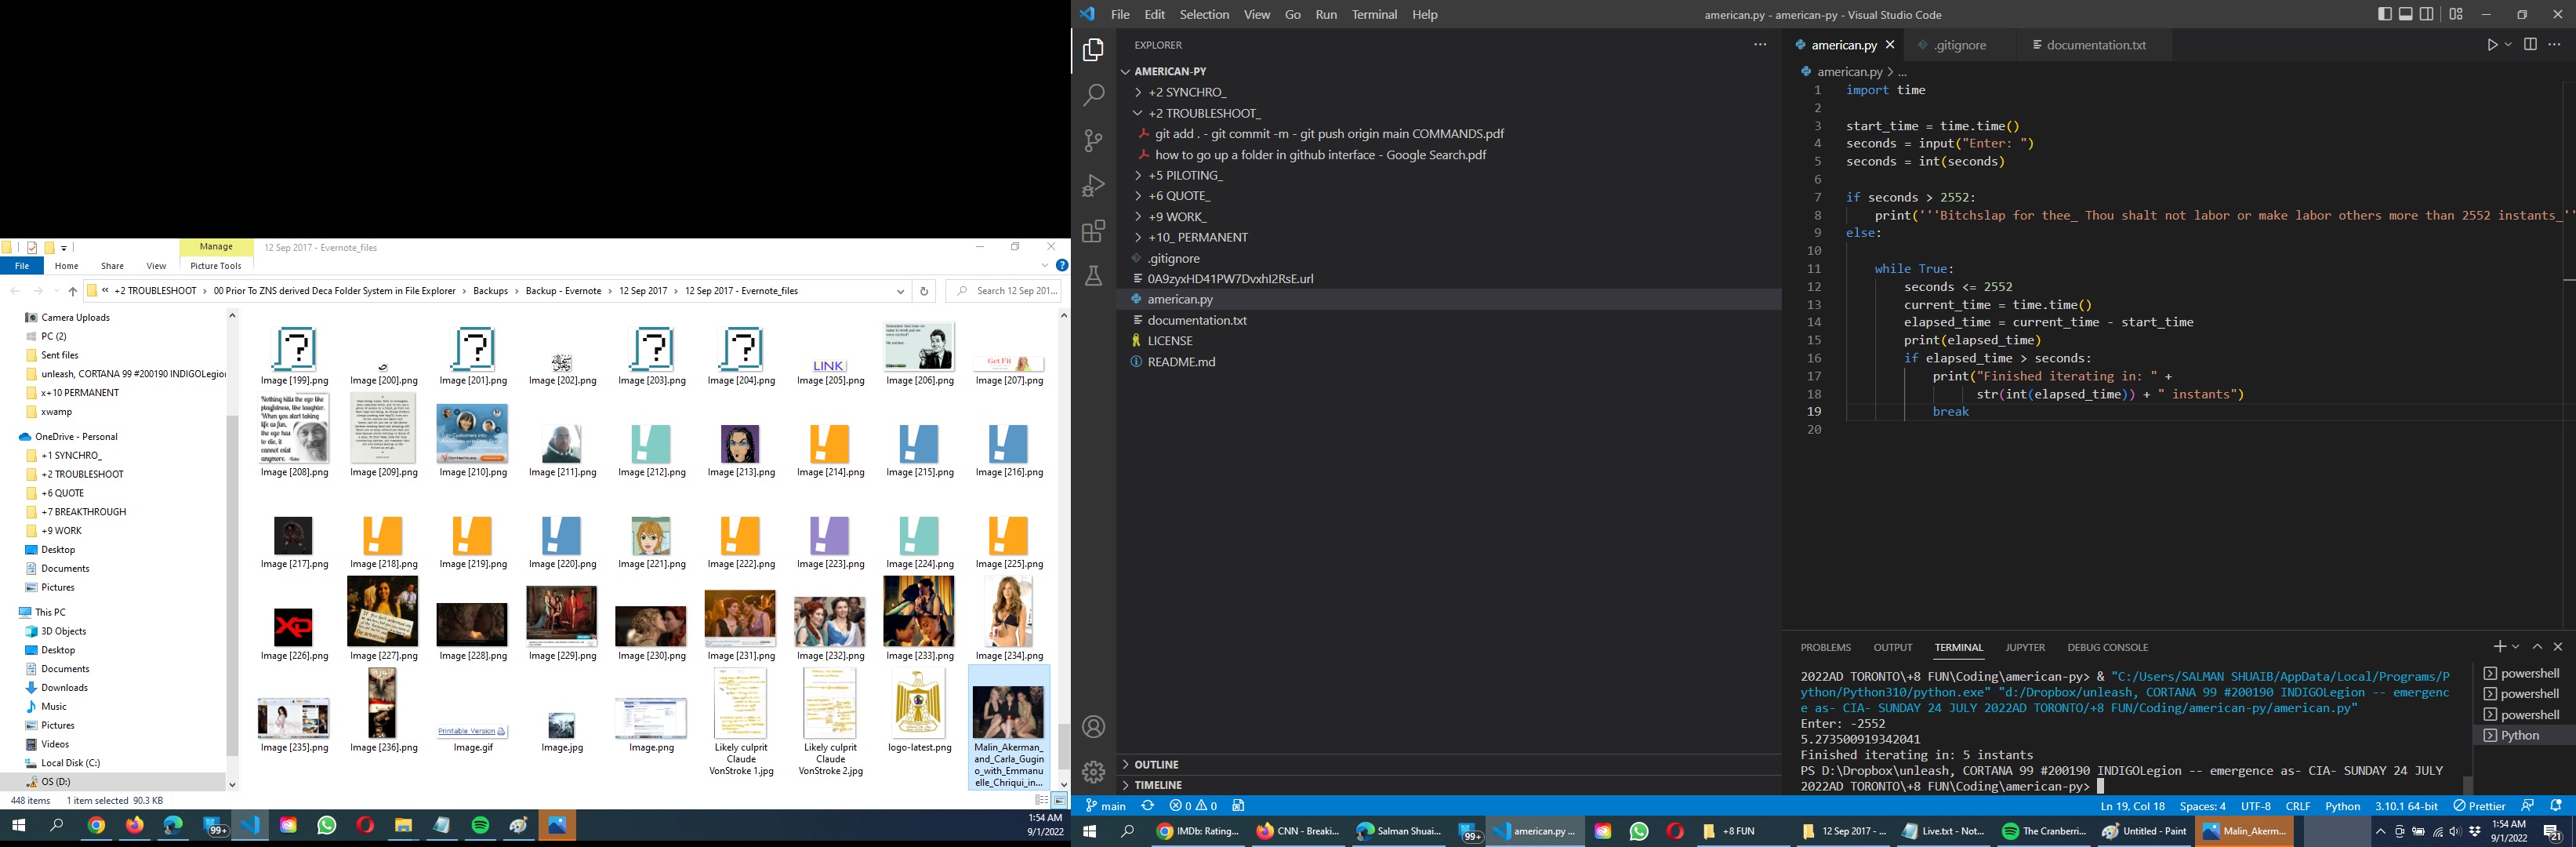 Manage
12 Sep 2017 - Evernote_files
File
Home
Share
View
Picture Tools
+2 TROUBLESHOOT > 00 Prior To ZNS derived Deca Folder System in File Explorer > Backups > Backup - Evernote > 12 Sep 2017 > 12 Sep 2017 - Evernote_files
Search 12 Sep 201...
Camera Uploads
PC (2)
Sent files
unleash, CORTANA 99 #200190 INDIGOLegion
x+10 PERMANENT
xwamp
OneDrive - Personal
+1 SYNCHRO_
+2 TROUBLESHOOT
+6 QUOTE
+7 BREAKTHROUGH
+9 WORK
Desktop
Documents
Pictures
This PC
3D Objects
Desktop
Documents
Downloads
Music
Pictures
Videos
Local Disk (C:)
OS (D:)
LINK
Get Fit
Image [199].png
Image [200].png
Image [201].png
Image [202].png
Image [203].png
Image [204].png
Image [205].png
Image [206].png
Image [207].png
Nothing kills the ego like
playfulness, like laughter.
When you start taking
life as fun, the ego has
to die, it
cannot exist
anymore.
Image [208].png
Image [209].png
Image [210].png
Image [211].png
Image [212].png
Image [213].png
Image [214].png
Image [215].png
Image [216].png
Image [217].png
Image [218].png
Image [219].png
Image [220].png
Image [221].png
Image [222].png
Image [223].png
Image [224].png
Image [225].png
XP
Image [226].png
Image [227].png
Image [228].png
Image [229].png
Image [230].png
Image [231].png
Image [232].png
Image [233].png
Image [234].png
Printable Version
Image [235].png
Image [236].png
Image.gif
Image.jpg
Image.png
Likely culprit
Claude
VonStroke 1.jpg
Likely culprit
Claude
VonStroke 2.jpg
logo-latest.png
Malin_Akerman_
and_Carla_Gugin
o_with_Emmanu
elle_Chriqui_in...
448 items
1 item selected 90.3 KB
99+
1:54 AM
9/1/2022
File
Edit
Selection
View
Go
Run
Terminal
Help
american.py - american-py - Visual Studio Code
EXPLORER
AMERICAN-PY
+2 SYNCHRO_
+2 TROUBLESHOOT_
git add . - git commit -m - git push origin main COMMANDS.pdf
how to go up a folder in github interface - Google Search.pdf
+5 PILOTING_
+6 QUOTE_
+9 WORK_
+10_ PERMANENT
.gitignore
0A9zyxHD41PW7DvxhI2RsE.url
american.py
documentation.txt
LICENSE
README.md
OUTLINE
TIMELINE
american.py
.gitignore
documentation.txt
american.py > ...
1 import time
2
3 start_time = time.time()
4 seconds = input("Enter: ")
5 seconds = int(seconds)
6
7 if seconds > 2552:
8 print('''Bitchslap for thee_ Thou shalt not labor or make labor others more than 2552 instants_''
9 else:
10
11 while True:
12 seconds <= 2552
13 current_time = time.time()
14 elapsed_time = current_time - start_time
15 print(elapsed_time)
16 if elapsed_time > seconds:
17 print("Finished iterating in: " +
18 str(int(elapsed_time)) + " instants")
19 break
20
PROBLEMS
OUTPUT
TERMINAL
JUPYTER
DEBUG CONSOLE
2022AD TORONTO\+8 FUN\Coding\american-py> & "C:/Users/SALMAN SHUAIB/AppData/Local/Programs/P
ython/Python310/python.exe" "d:/Dropbox/unleash, CORTANA 99 #200190 INDIGOLegion -- emergenc
e as- CIA- SUNDAY 24 JULY 2022AD TORONTO/+8 FUN/Coding/american-py/american.py"
Enter: -2552
5.273500919342041
Finished iterating in: 5 instants
PS D:\Dropbox\unleash, CORTANA 99 #200190 INDIGOLegion -- emergence as- CIA- SUNDAY 24 JULY
2022AD TORONTO\+8 FUN\Coding\american-py>
powershell
powershell
powershell
Python
main
0
0
Ln 19, Col 18
Spaces: 4
UTF-8
CRLF
Python
3.10.1 64-bit
Prettier
IMDb: Rating...
CNN - Breaki...
Salman Shuai...
99+
american.py ...
+8 FUN
12 Sep 2017 - ...
Live.txt - Not...
The Cranberri...
Untitled - Paint
Malin_Akerm...
1:54 AM
9/1/2022
21